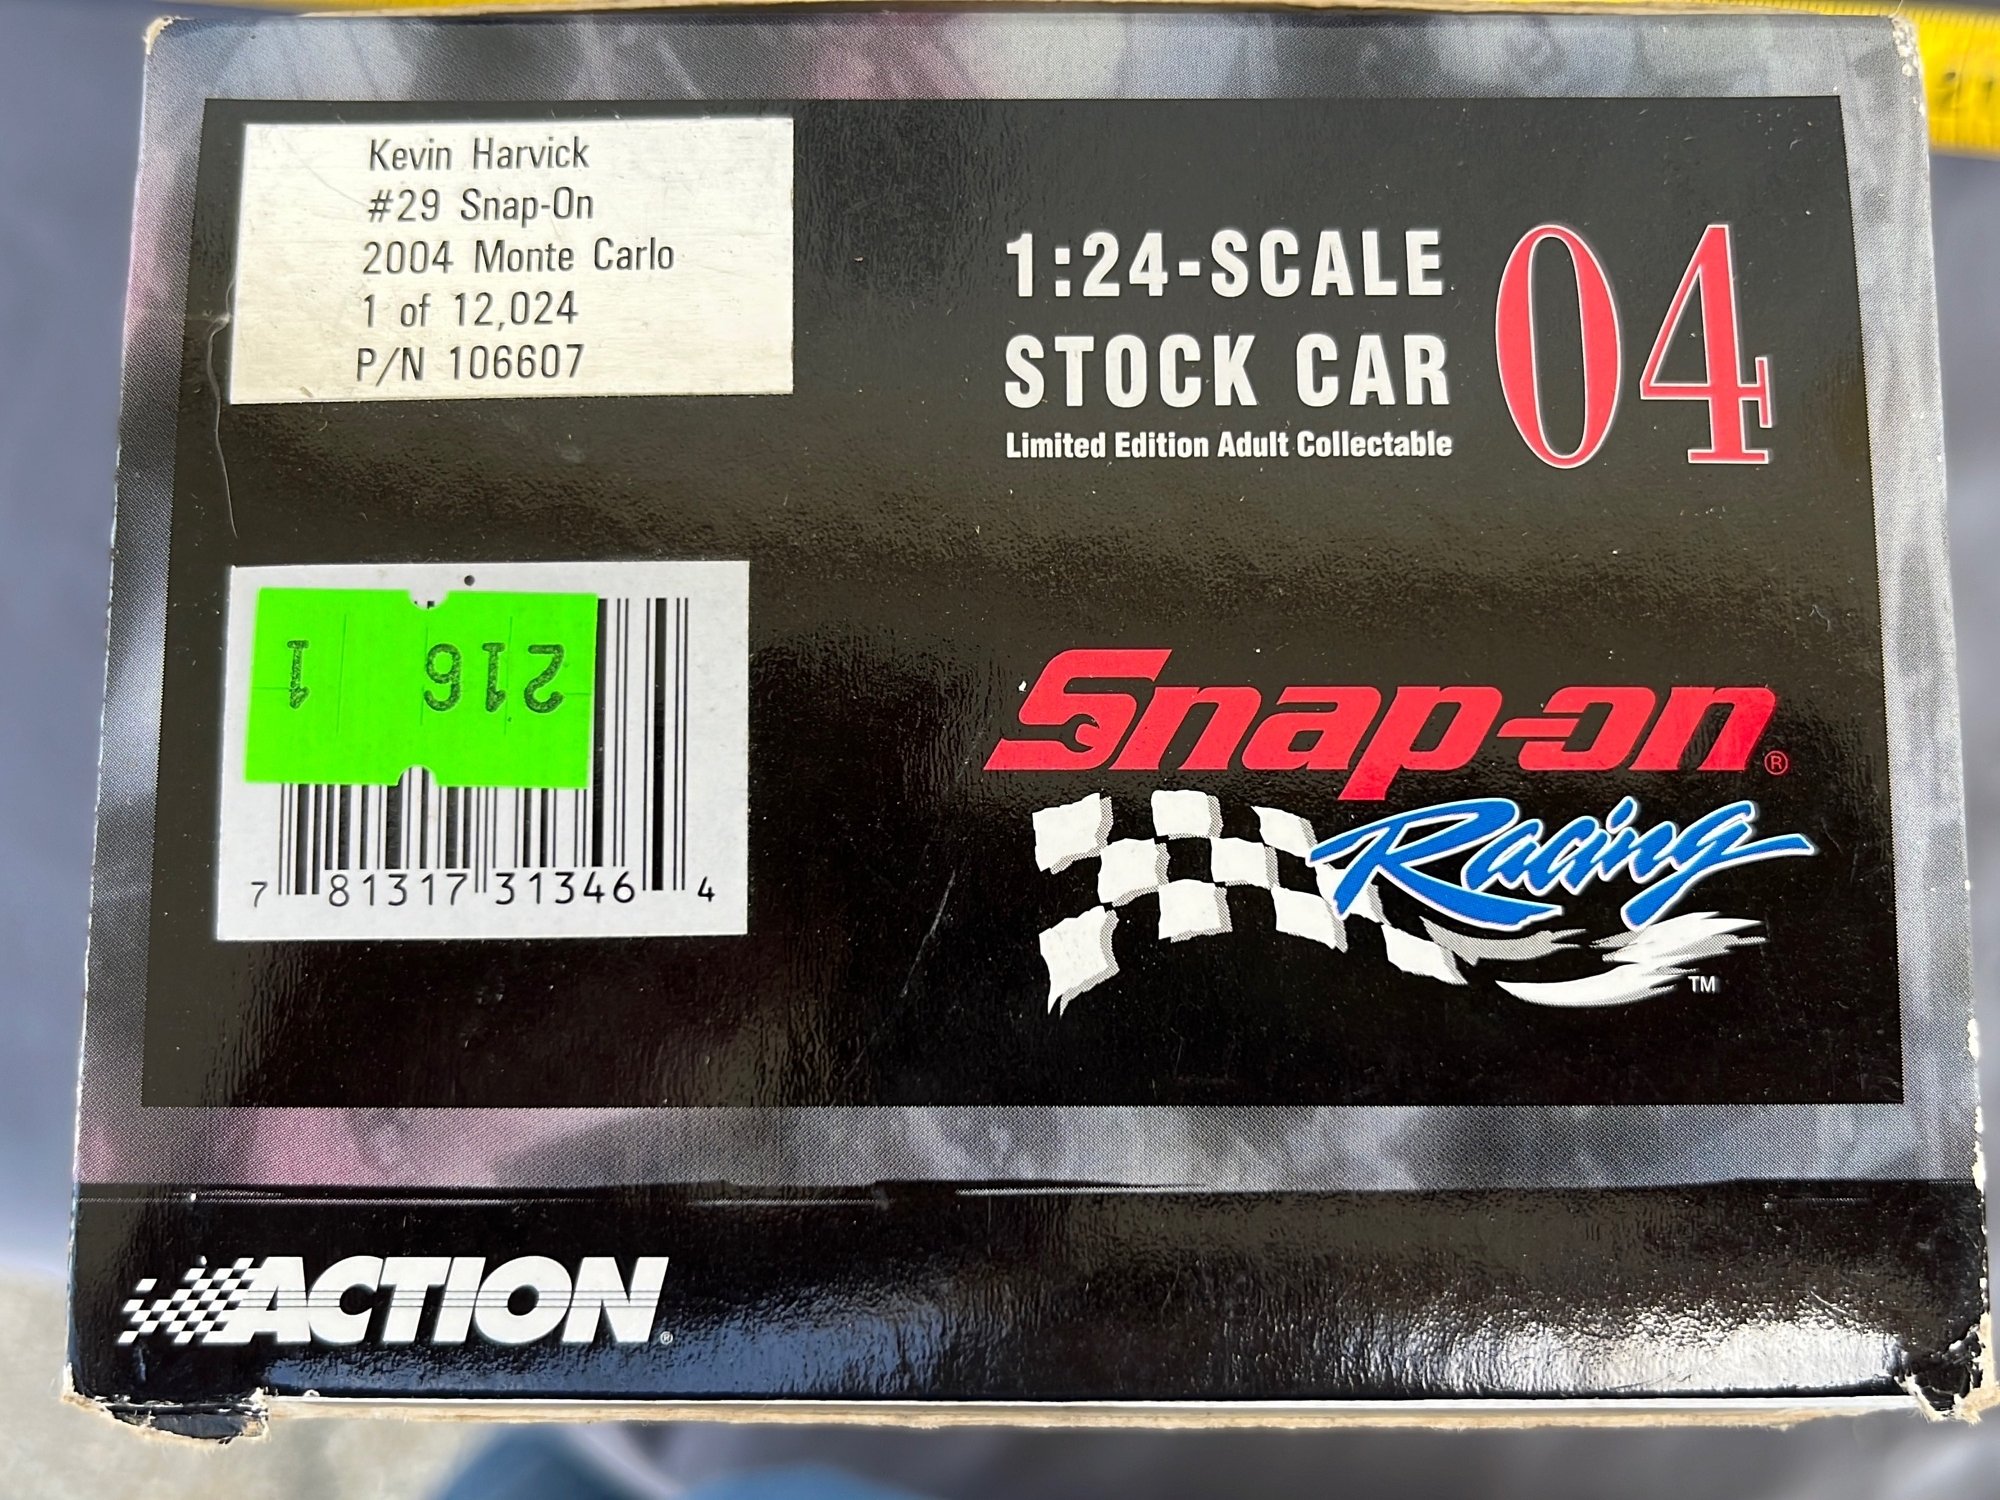 Kevin Harvick
#29 Snap-On
2004 Monte Carlo
1 of 12,024
P/N 106607
1:24-SCALE
STOCK CAR
Limited Edition Adult Collectable
04
216
1
7 81317 31346 4
Snap-on®
Racing
TM
ACTION®